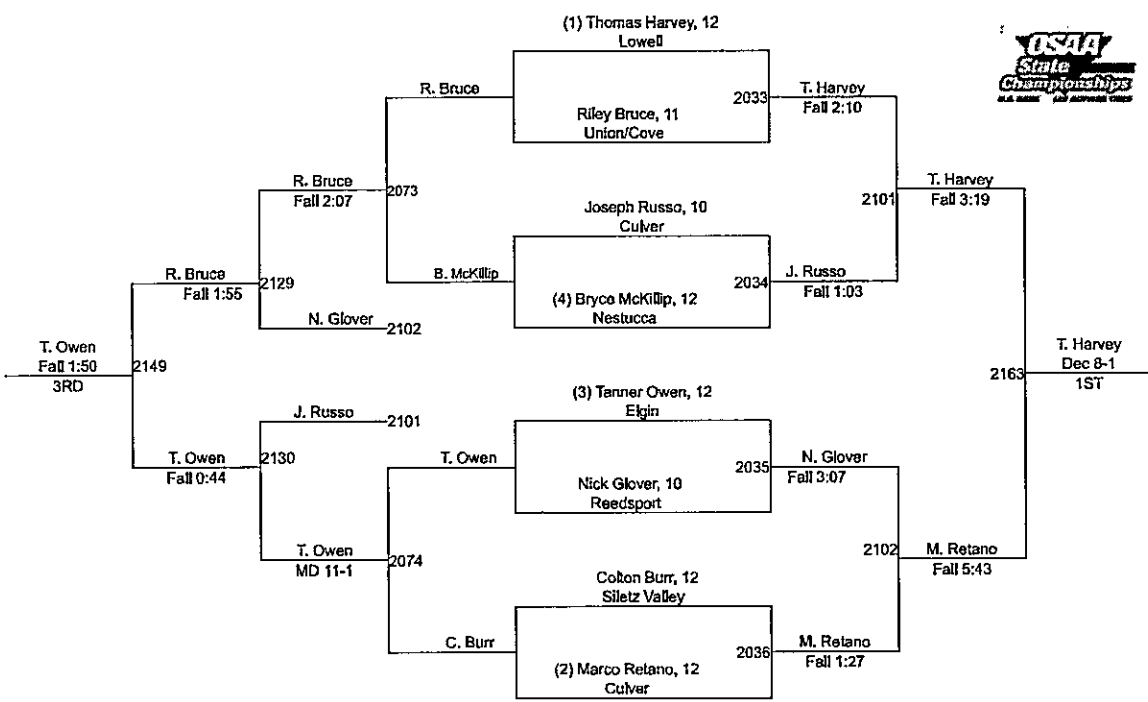 (1) Thomas Harvey, 12
Lowell
OSAA
State
Championships
R. Bruce
2033
T. Harvey
Fall 2:10
Riley Bruce, 11
Union/Cove
R. Bruce
Fall 2:07
2073
2101
T. Harvey
Fall 3:19
Joseph Russo, 10
Culver
B. McKillip
2034
J. Russo
Fall 1:03
(4) Bryce McKillip, 12
Nestucca
R. Bruce
Fall 1:55
2129
N. Glover
2102
T. Owen
Fall 1:50
3RD
2149
2163
T. Harvey
Dec 8-1
1ST
(3) Tanner Owen, 12
Elgin
J. Russo
2101
T. Owen
Fall 0:44
2130
T. Owen
2035
N. Glover
Fall 3:07
Nick Glover, 10
Reedsport
T. Owen
MD 11-1
2074
2102
M. Retano
Fall 5:43
Colton Burr, 12
Siletz Valley
C. Burr
2036
M. Retano
Fall 1:27
(2) Marco Retano, 12
Culver